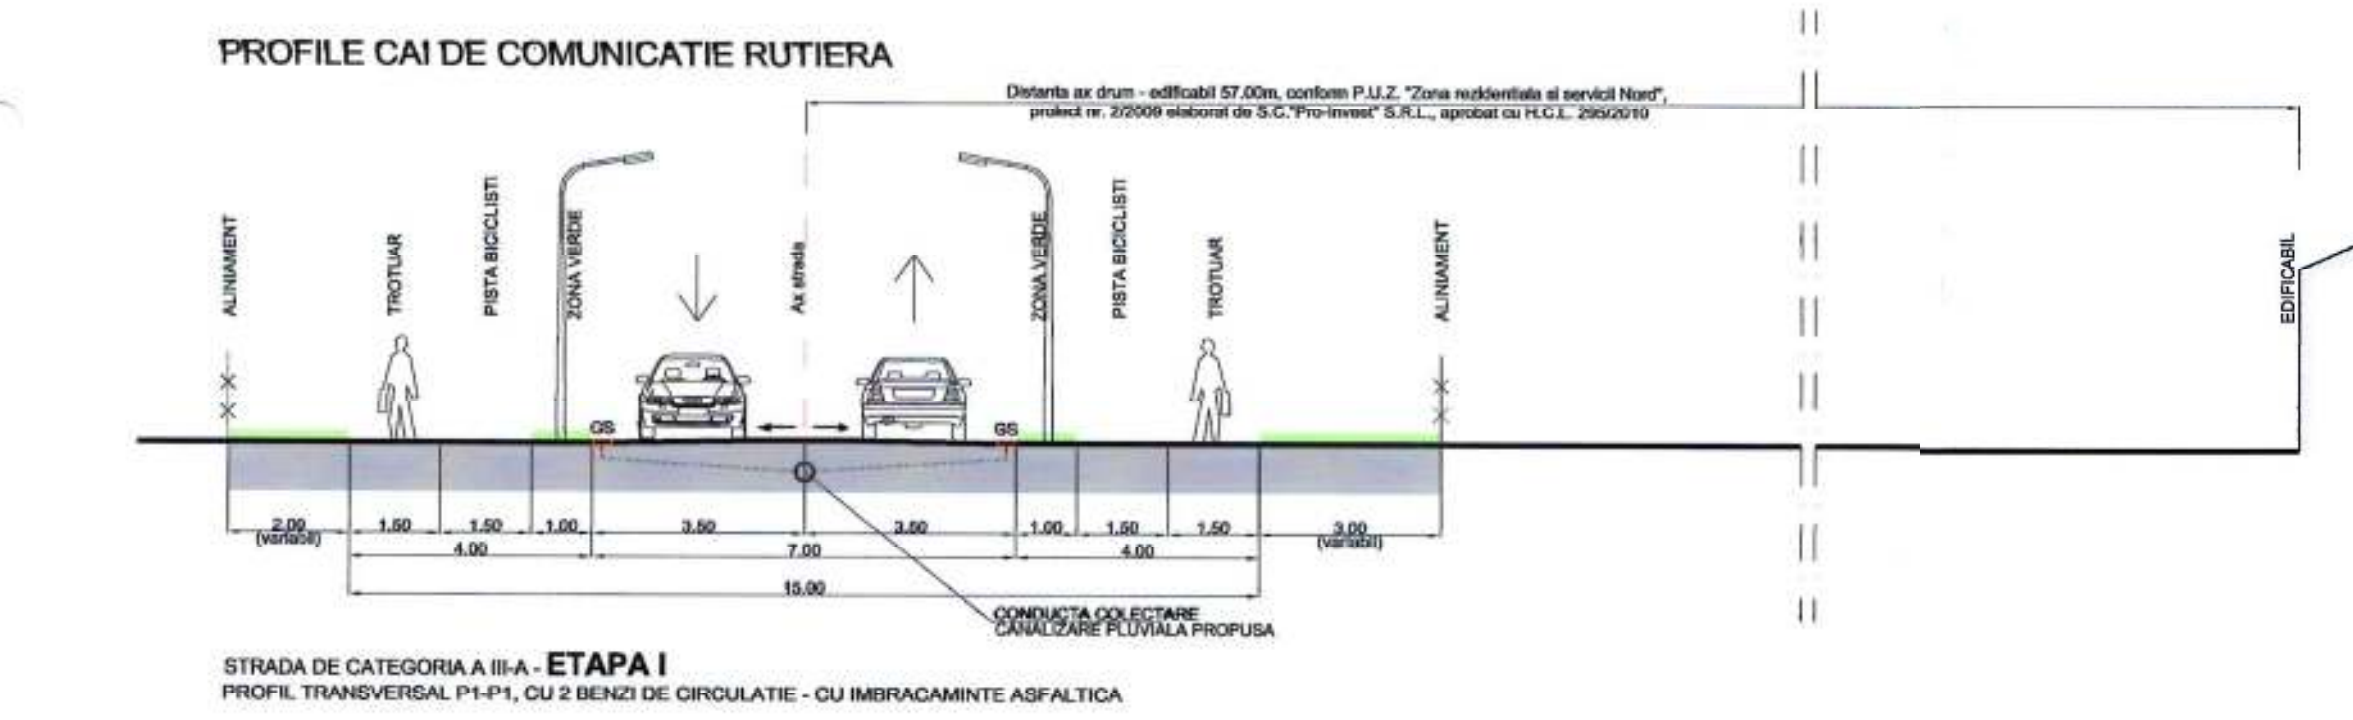 PROFILE CAI DE COMUNICATIE RUTIERA
Distanta ax drum - edificabil 57.00m, conform P.U.Z. "Zona rezidentiala si servicii Nord",
proiect nr. 2/2009 elaborat de S.C."Pro-Invest" S.R.L., aprobat cu H.C.L. 295/2010
ALINIAMENT
TROTUAR
PISTA BICICLISTI
ZONA VERDE
Ax strada
ZONA VERDE
PISTA BICICLISTI
TROTUAR
ALINIAMENT
EDIFICABIL
GS
GS
2.00
(variabil)
1.50
1.50
1.00
3.50
3.50
1.00
1.50
1.50
3.00
(variabil)
4.00
7.00
4.00
15.00
CONDUCTA COLECTARE
CANALIZARE PLUVIALA PROPUSA
STRADA DE CATEGORIA A III-A - ETAPA I
PROFIL TRANSVERSAL P1-P1, CU 2 BENZI DE CIRCULATIE - CU IMBRACAMINTE ASFALTICA